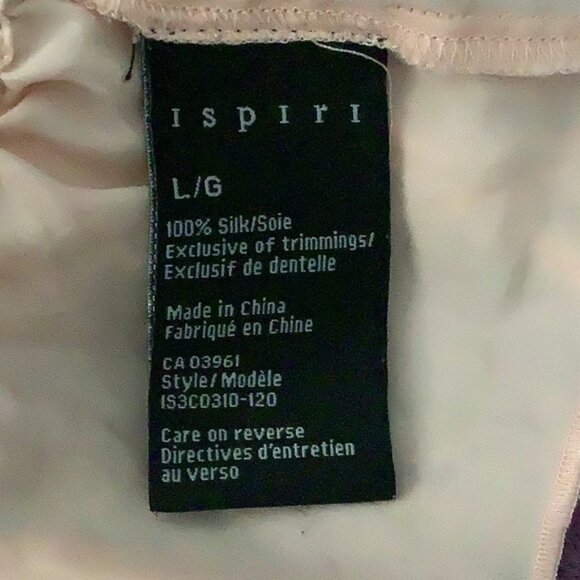 ıspırı
L/G
100% Silk/Soie
Exclusive of trimmings/
Exclusif de dentelle
Made in China
Fabriqué en Chine
CA 03961
Style/Modèle
IS3C0310-120
Care on reverse
Directives d'entretien
au verso